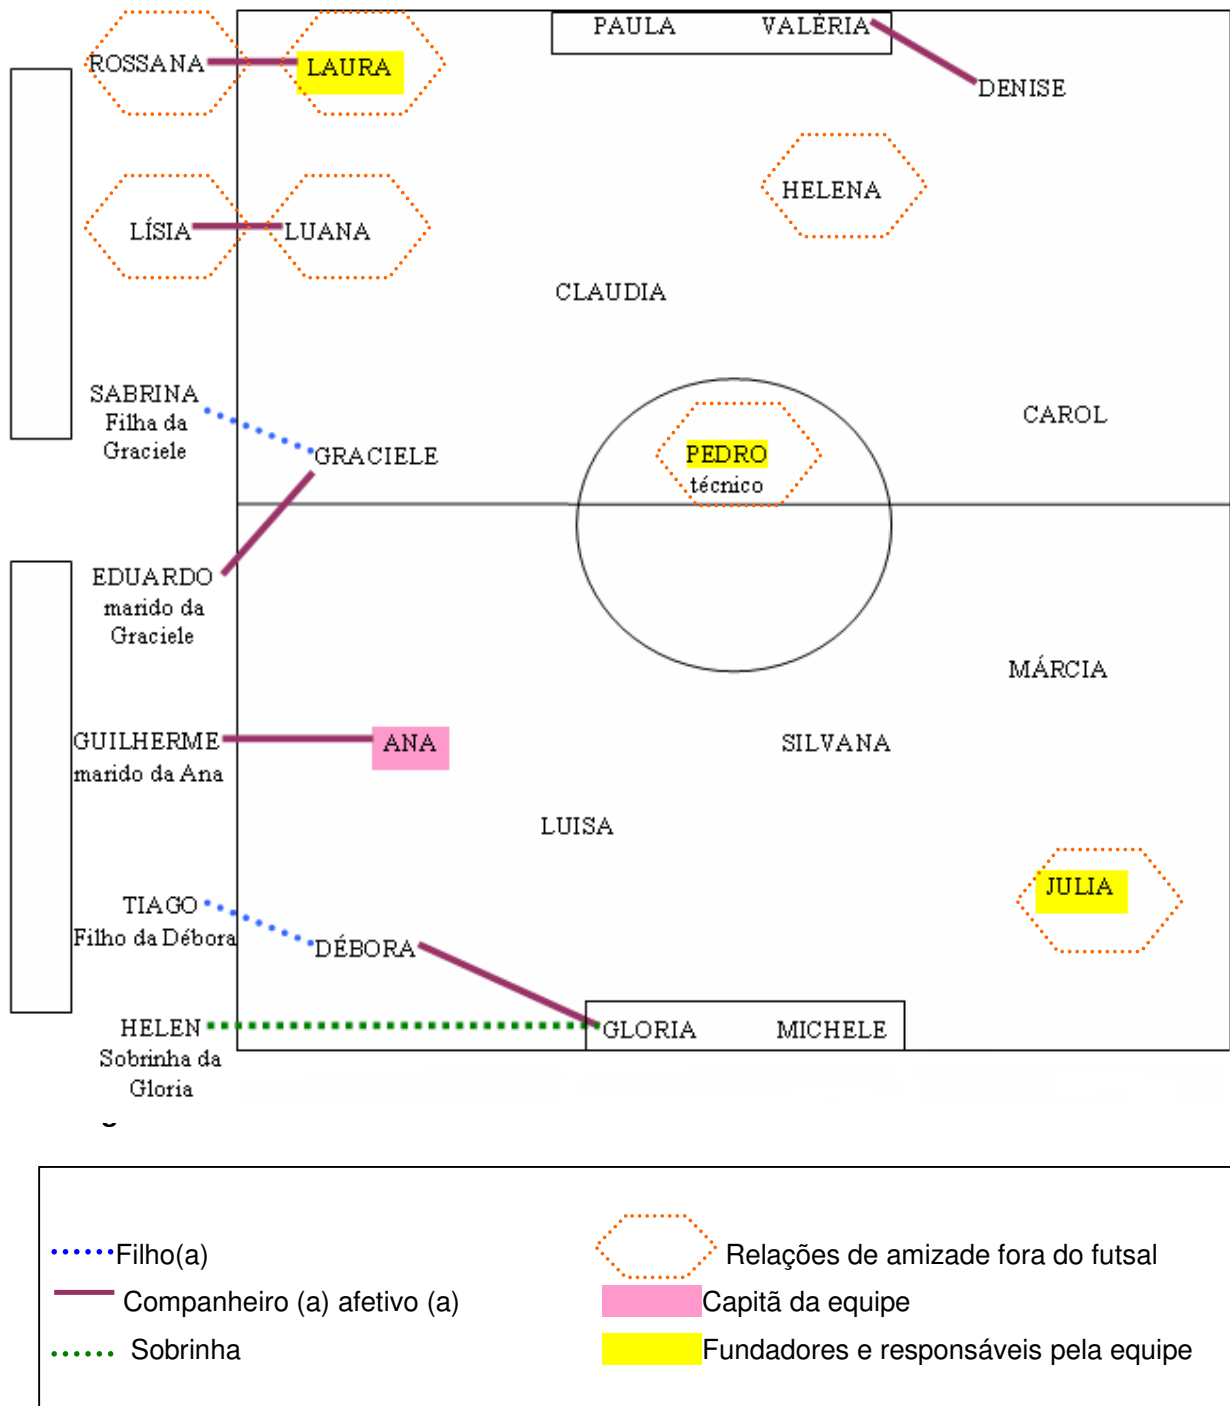 PAULA VALÉRIA
ROSSANA LAURA
DENISE
HELENA
LÍSIA LUANA
CLAUDIA
SABRINA
Filha da
Graciele
CAROL
GRACIELE
PEDRO
técnico
EDUARDO
marido da
Graciele
MÁRCIA
GUILHERME
marido da Ana
ANA
SILVANA
LUISA
JULIA
TIAGO
Filho da Débora
DÉBORA
HELEN
Sobrinha da
Gloria
GLORIA MICHELE
Filho(a)
Companheiro (a) afetivo (a)
Sobrinha
Relações de amizade fora do futsal
Capitã da equipe
Fundadores e responsáveis pela equipe